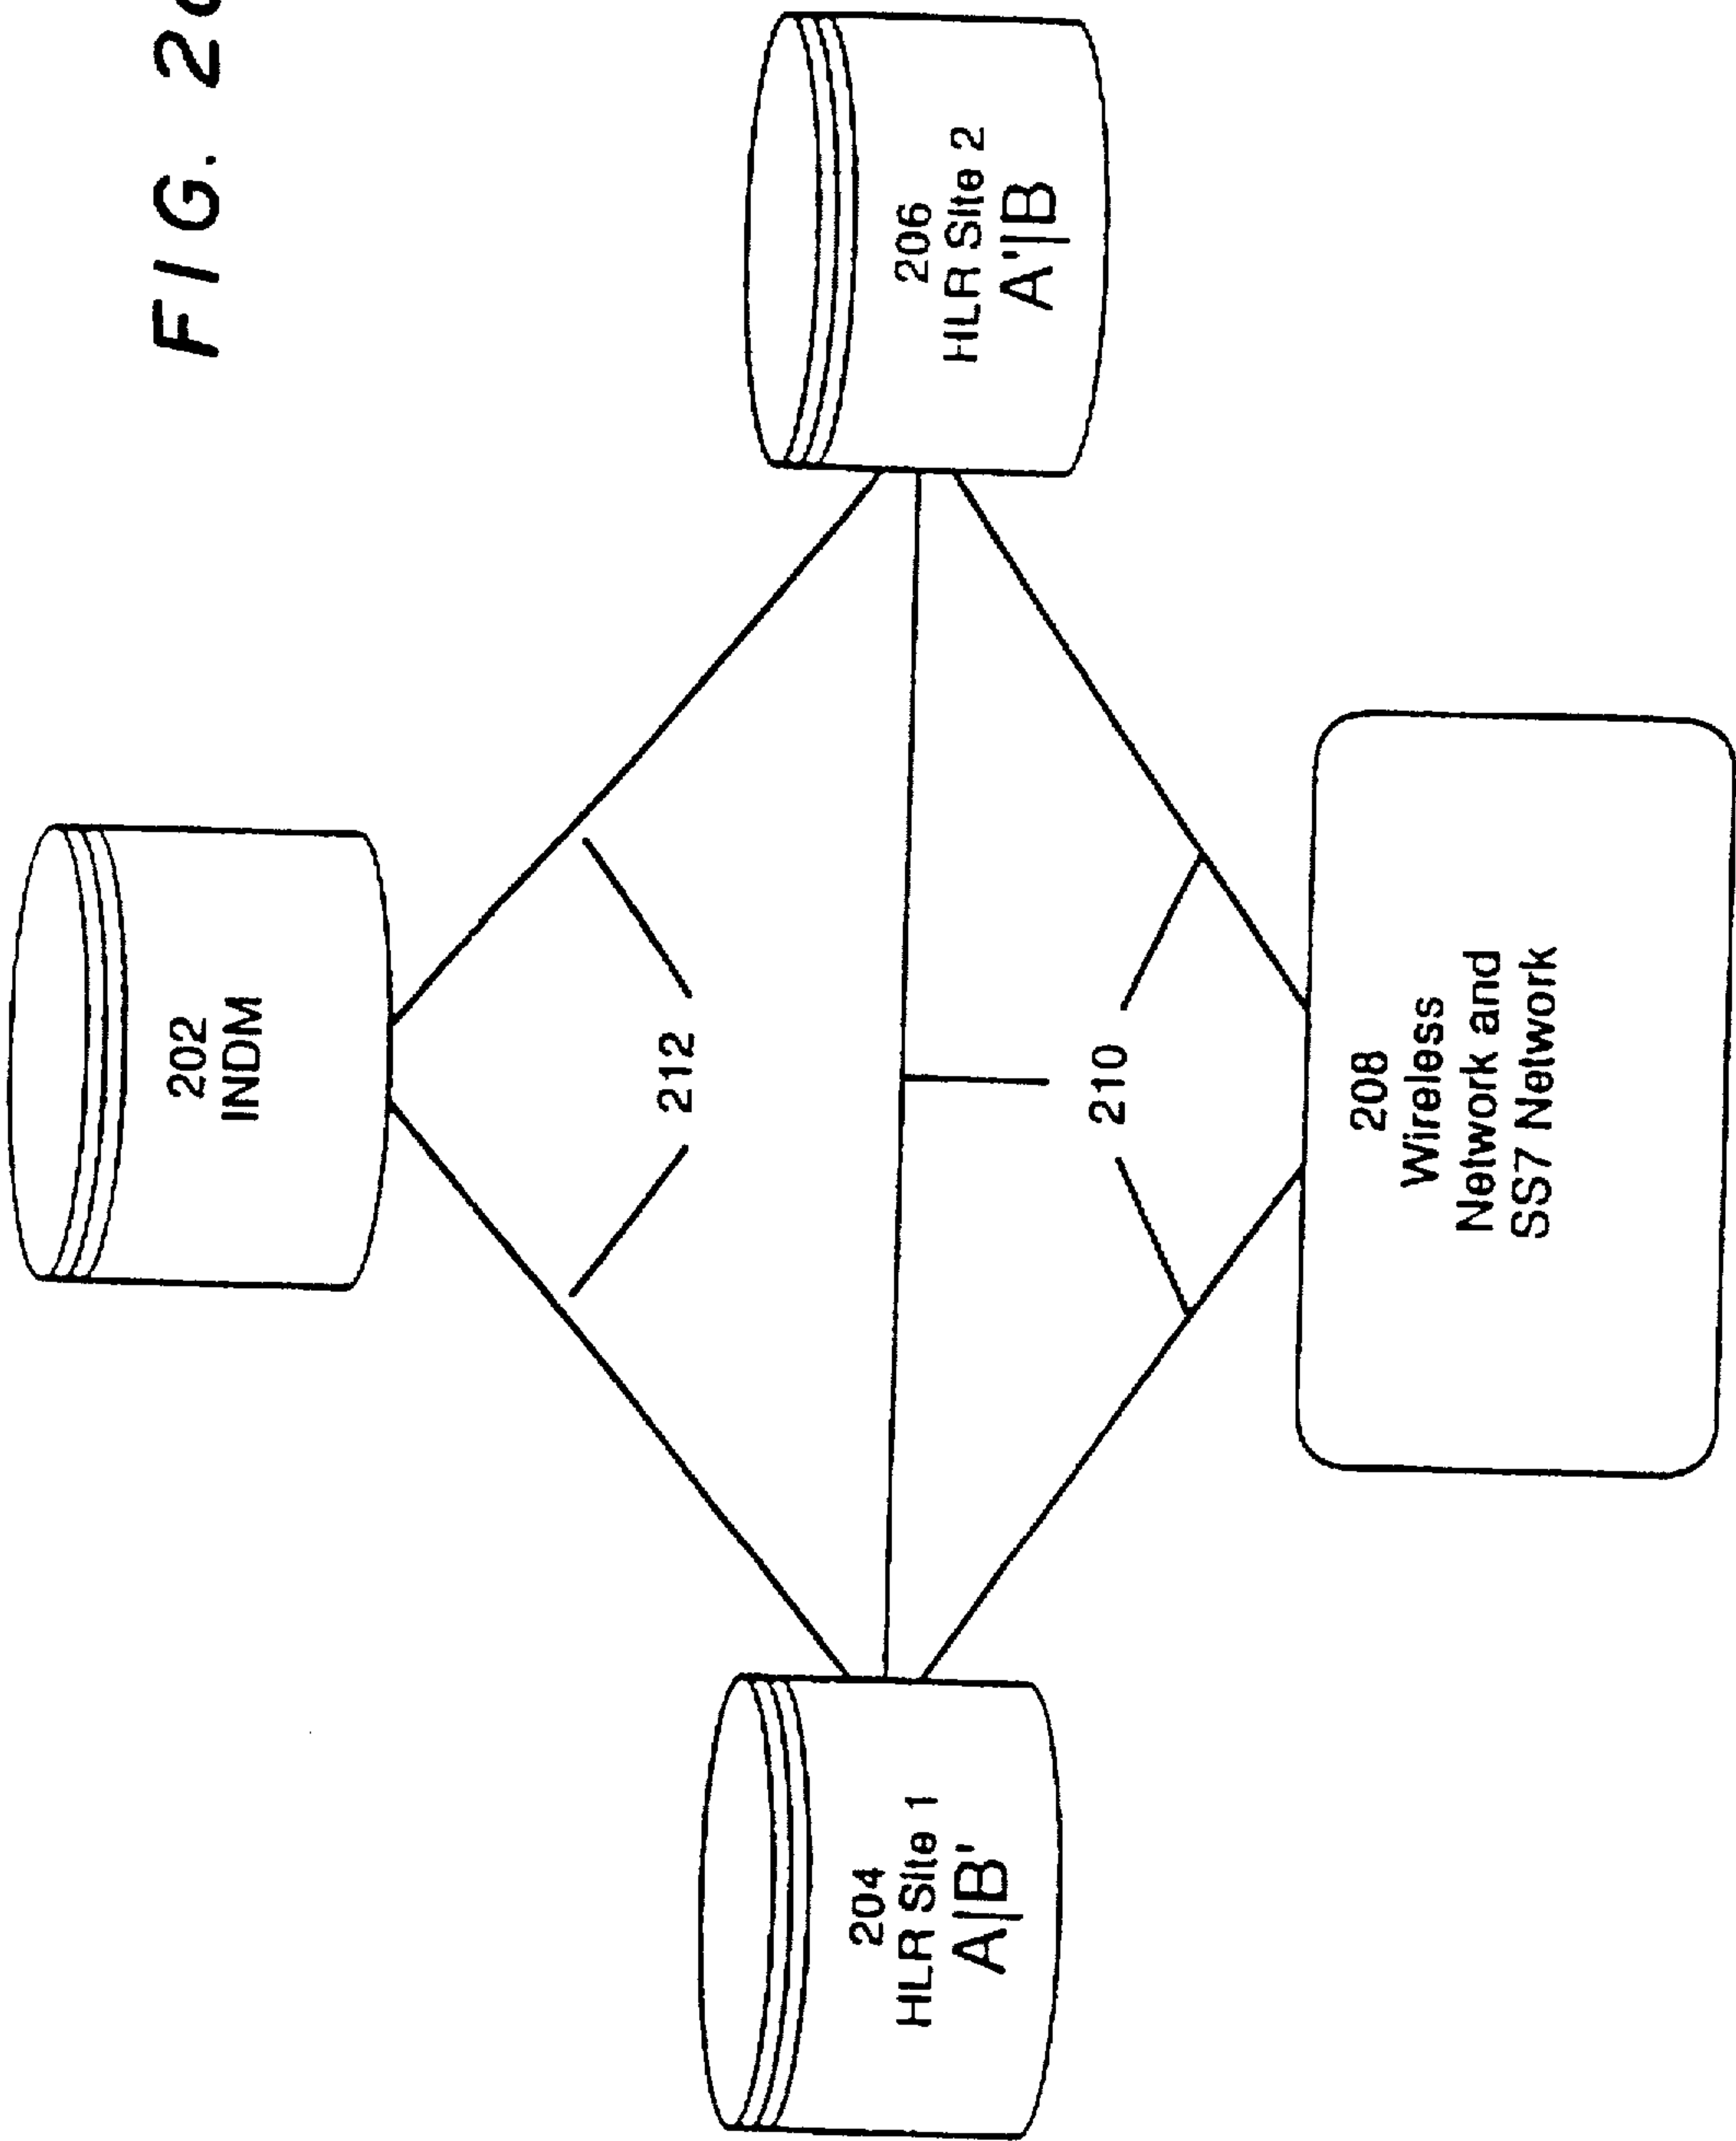 FIG. 2
202
INDM
212
204
HLR Site 1
A|B'
206
HLR Site 2
A'|B
210
208
Wireless
Network and
SS7 Network